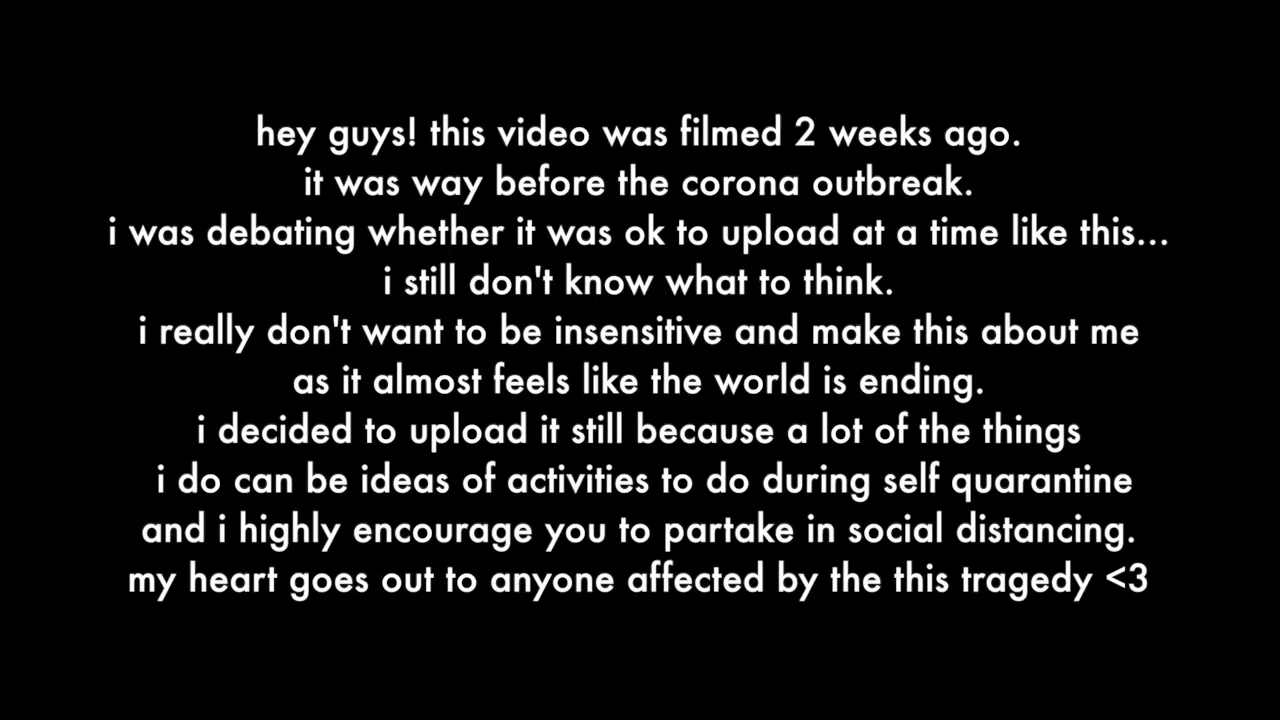 hey guys! this video was filmed 2 weeks ago.
it was way before the corona outbreak.
i was debating whether it was ok to upload at a time like this...
i still don't know what to think.
i really don't want to be insensitive and make this about me
as it almost feels like the world is ending.
i decided to upload it still because a lot of the things
i do can be ideas of activities to do during self quarantine
and i highly encourage you to partake in social distancing.
my heart goes out to anyone affected by the this tragedy <3